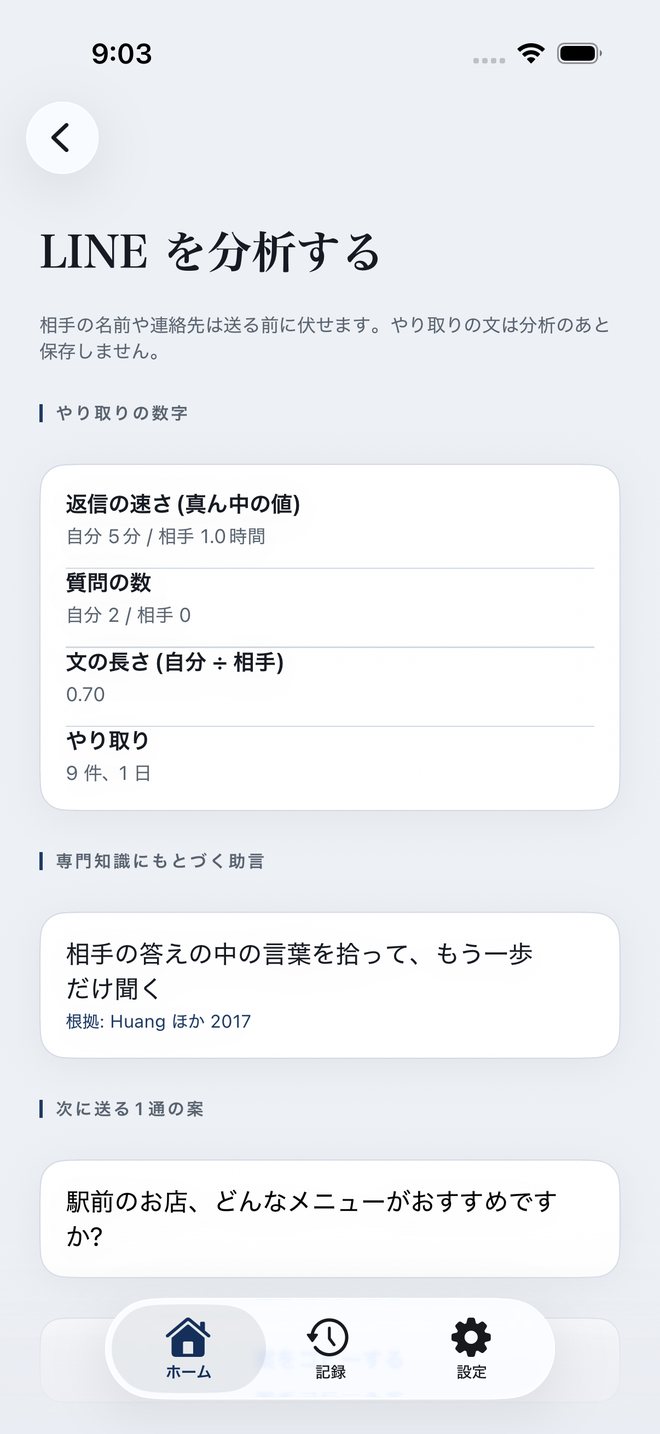 9:03
LINE を分析する
相手の名前や連絡先は送る前に伏せます。やり取りの文は分析のあと
保存しません。
やり取りの数字
返信の速さ (真ん中の値)
自分 5分 / 相手 1.0時間
質問の数
自分 2 / 相手 0
文の長さ (自分 ÷ 相手)
0.70
やり取り
9 件、1 日
専門知識にもとづく助言
相手の答えの中の言葉を拾って、もう一歩
だけ聞く
根拠: Huang ほか 2017
次に送る1通の案
駅前のお店、どんなメニューがおすすめです
か?
ホーム
記録
設定